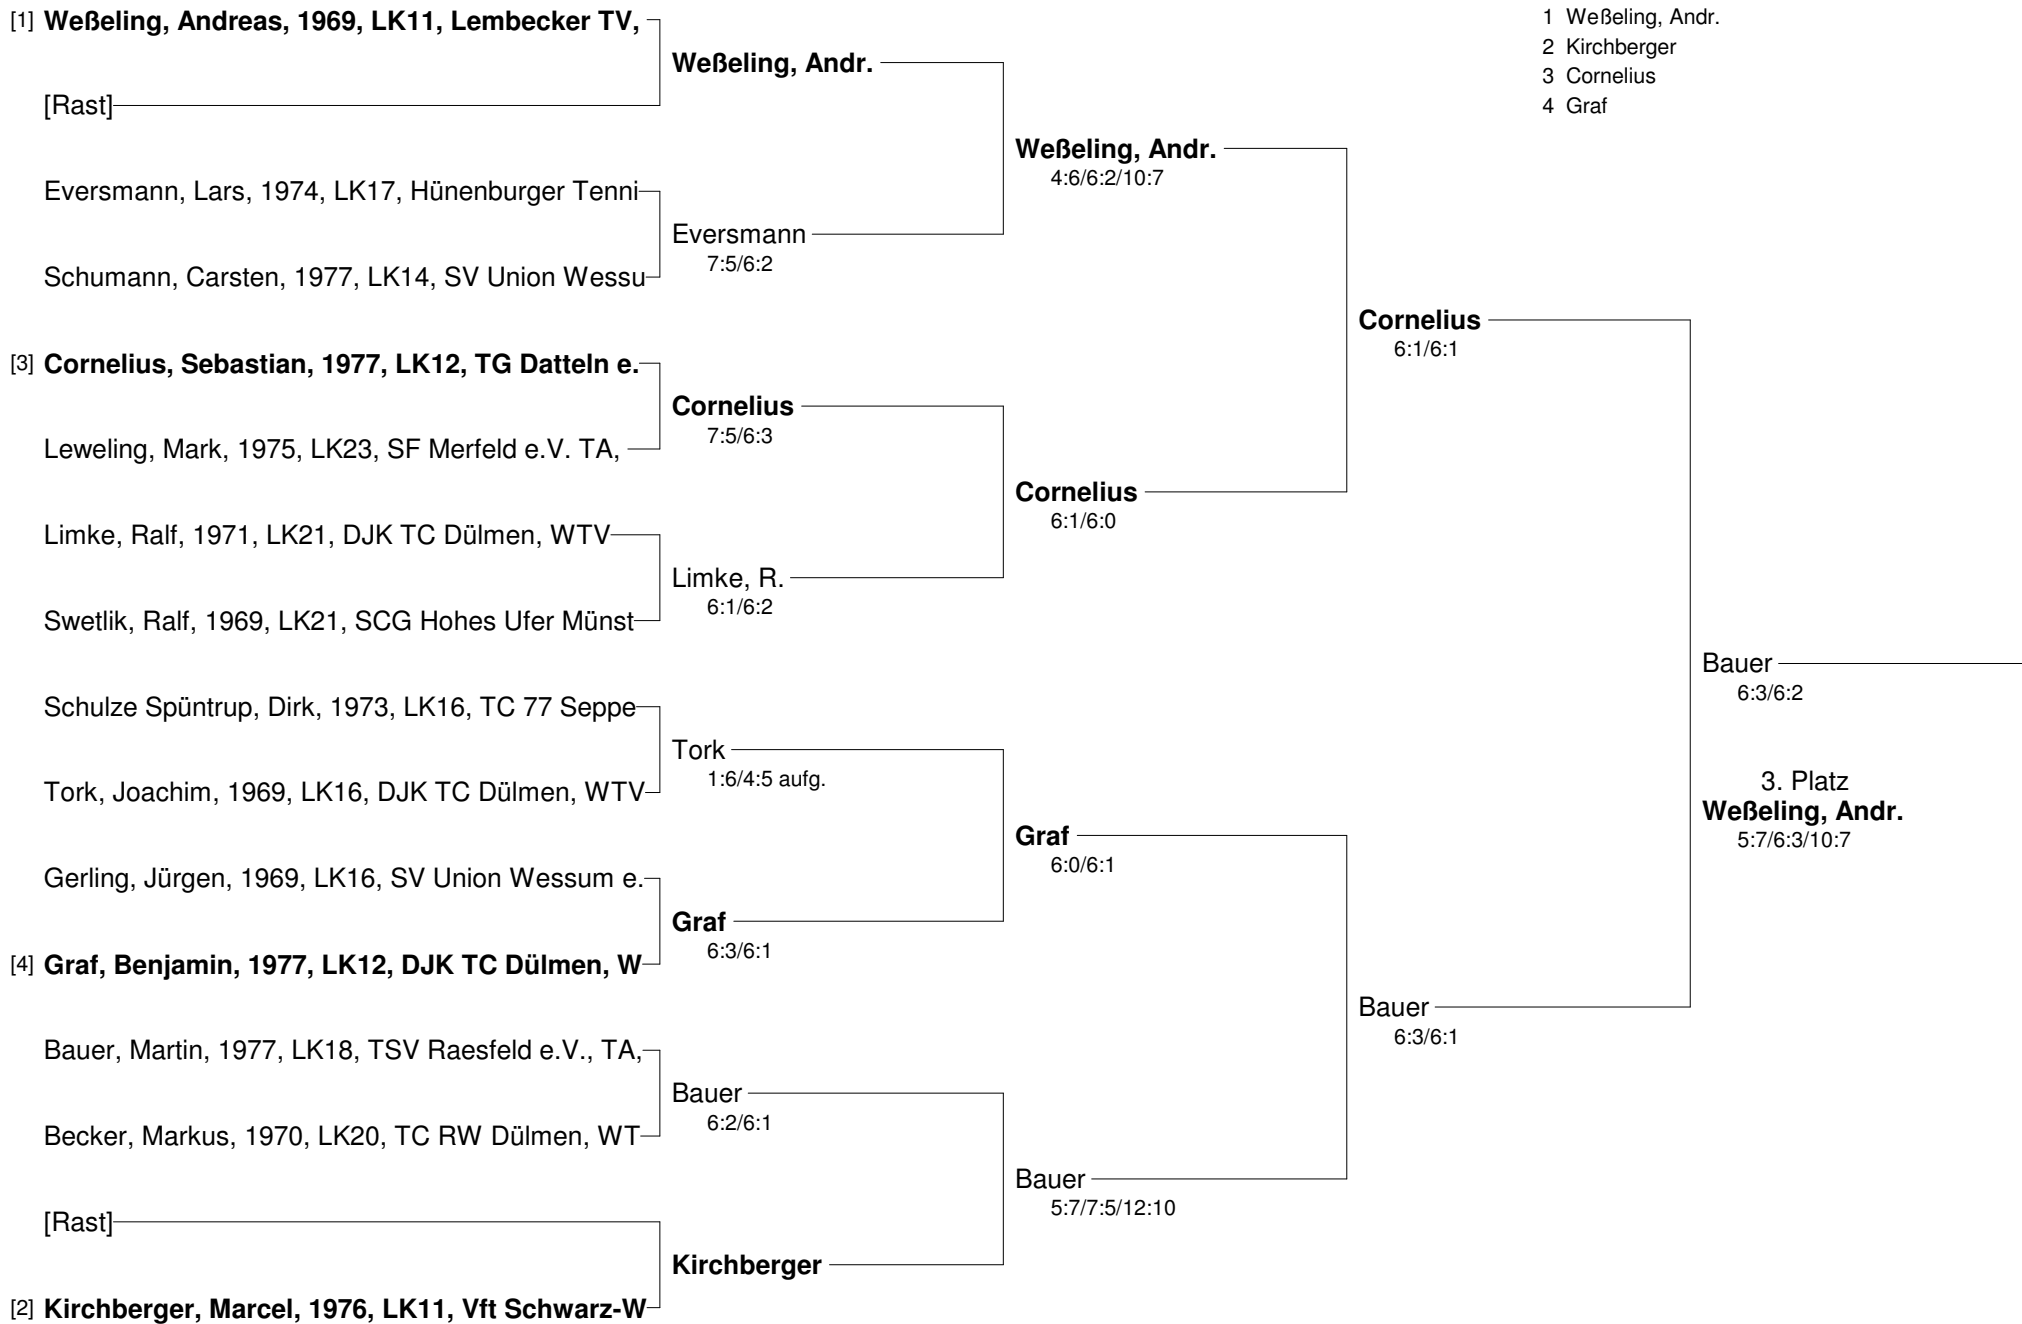 [1] Weßeling, Andreas, 1969, LK11, Lembecker TV,
[Rast]
Eversmann, Lars, 1974, LK17, Hünenburger Tenni
Schumann, Carsten, 1977, LK14, SV Union Wessu
[3] Cornelius, Sebastian, 1977, LK12, TG Datteln e.
Leweling, Mark, 1975, LK23, SF Merfeld e.V. TA,
Limke, Ralf, 1971, LK21, DJK TC Dülmen, WTV
Swetlik, Ralf, 1969, LK21, SCG Hohes Ufer Münst
Schulze Spüntrup, Dirk, 1973, LK16, TC 77 Seppe
Tork, Joachim, 1969, LK16, DJK TC Dülmen, WTV
Gerling, Jürgen, 1969, LK16, SV Union Wessum e.
[4] Graf, Benjamin, 1977, LK12, DJK TC Dülmen, W
Bauer, Martin, 1977, LK18, TSV Raesfeld e.V., TA,
Becker, Markus, 1970, LK20, TC RW Dülmen, WT
[Rast]
[2] Kirchberger, Marcel, 1976, LK11, Vft Schwarz-W
Weßeling, Andr.
Eversmann
7:5/6:2
Cornelius
7:5/6:3
Limke, R.
6:1/6:2
Tork
1:6/4:5 aufg.
Graf
6:3/6:1
Bauer
6:2/6:1
Kirchberger
Weßeling, Andr.
4:6/6:2/10:7
Cornelius
6:1/6:0
Graf
6:0/6:1
Bauer
5:7/7:5/12:10
Cornelius
6:1/6:1
Bauer
6:3/6:1
Bauer
6:3/6:2
3. Platz
Weßeling, Andr.
5:7/6:3/10:7
1 Weßeling, Andr.
2 Kirchberger
3 Cornelius
4 Graf